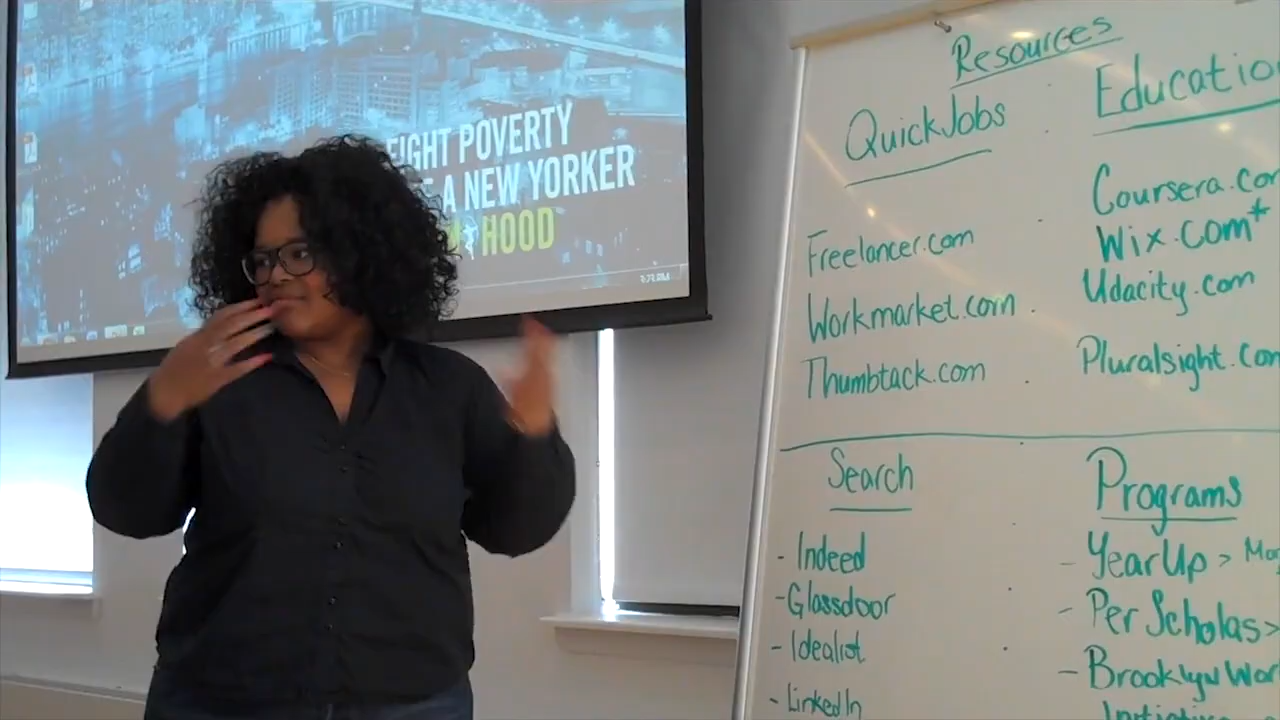 FIGHT POVERTY
A NEW YORKER
HOOD
Resources
QuickJobs
Freelancer.com
Workmarket.com
Thumbtack.com
Educatio
Coursera.co
Wix.com*
Udacity.com
Pluralsight.co
Search
- Indeed
- Glassdoor
- Idealist
- LinkedIn
Programs
- YearUp >
- Per Scholas >
- Brooklyn Wor
Initiative